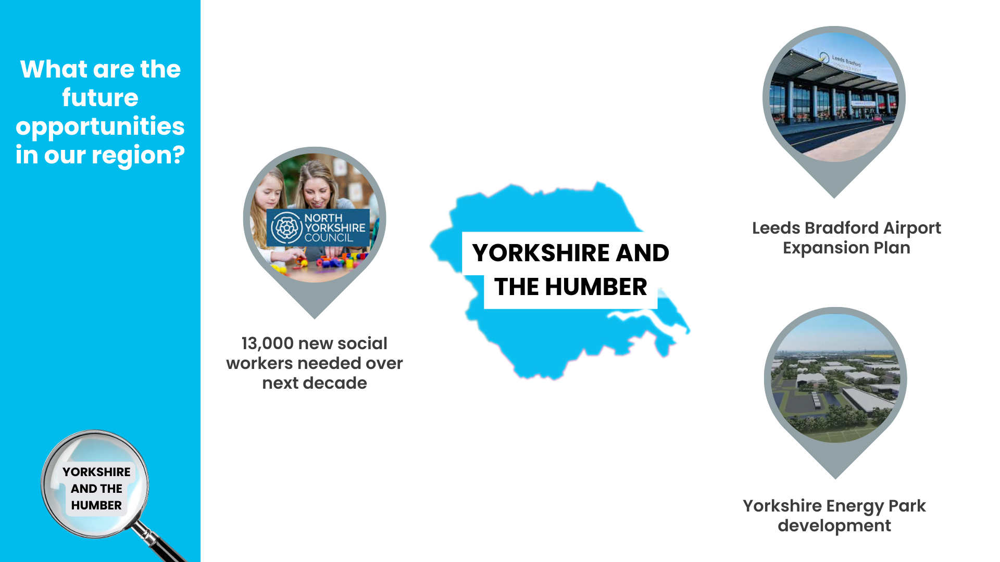 What are the
future
opportunities
in our region?
NORTH
YORKSHIRE
COUNCIL
13,000 new social
workers needed over
next decade
YORKSHIRE AND
THE HUMBER
Leeds Bradford
Leeds Bradford Airport
Expansion Plan
Yorkshire Energy Park
development
YORKSHIRE
AND THE
HUMBER